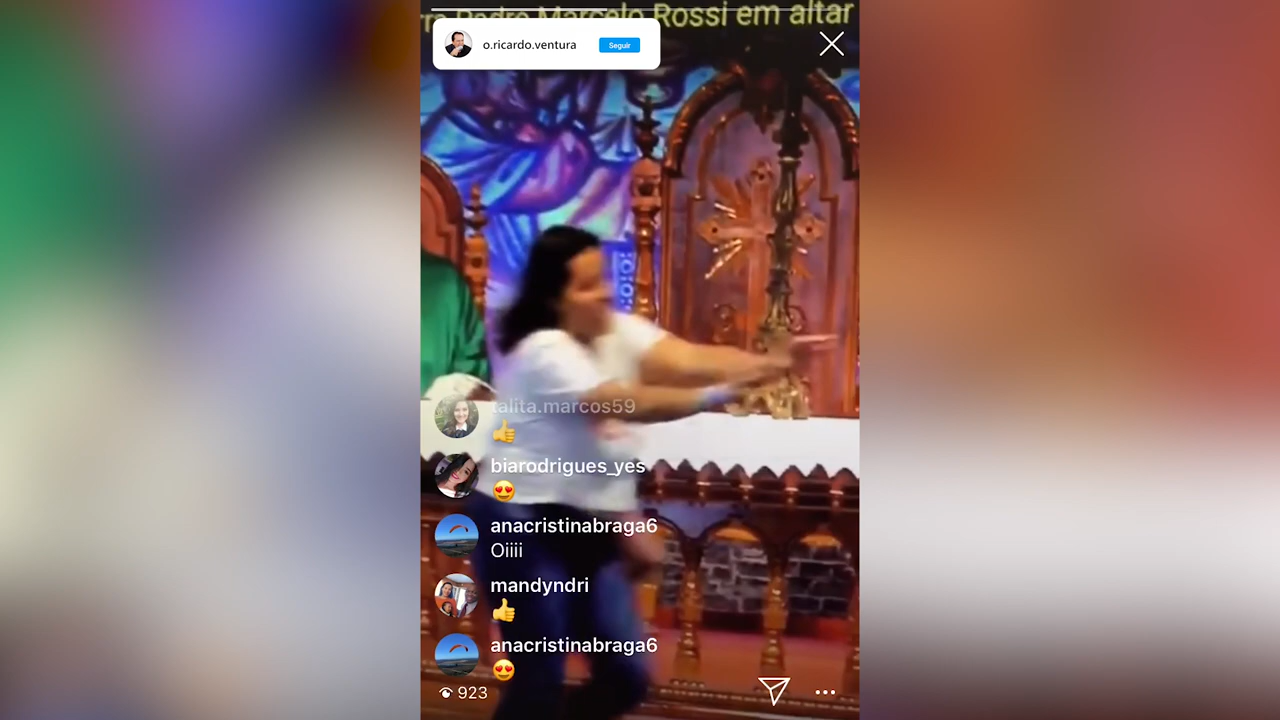 Padre Marcelo Rossi em altar
o.ricardo.ventura
Seguir
talita.marcos59
biarodrigues_yes
anacristinabraga6
Oiiii
mandyndri
anacristinabraga6
923